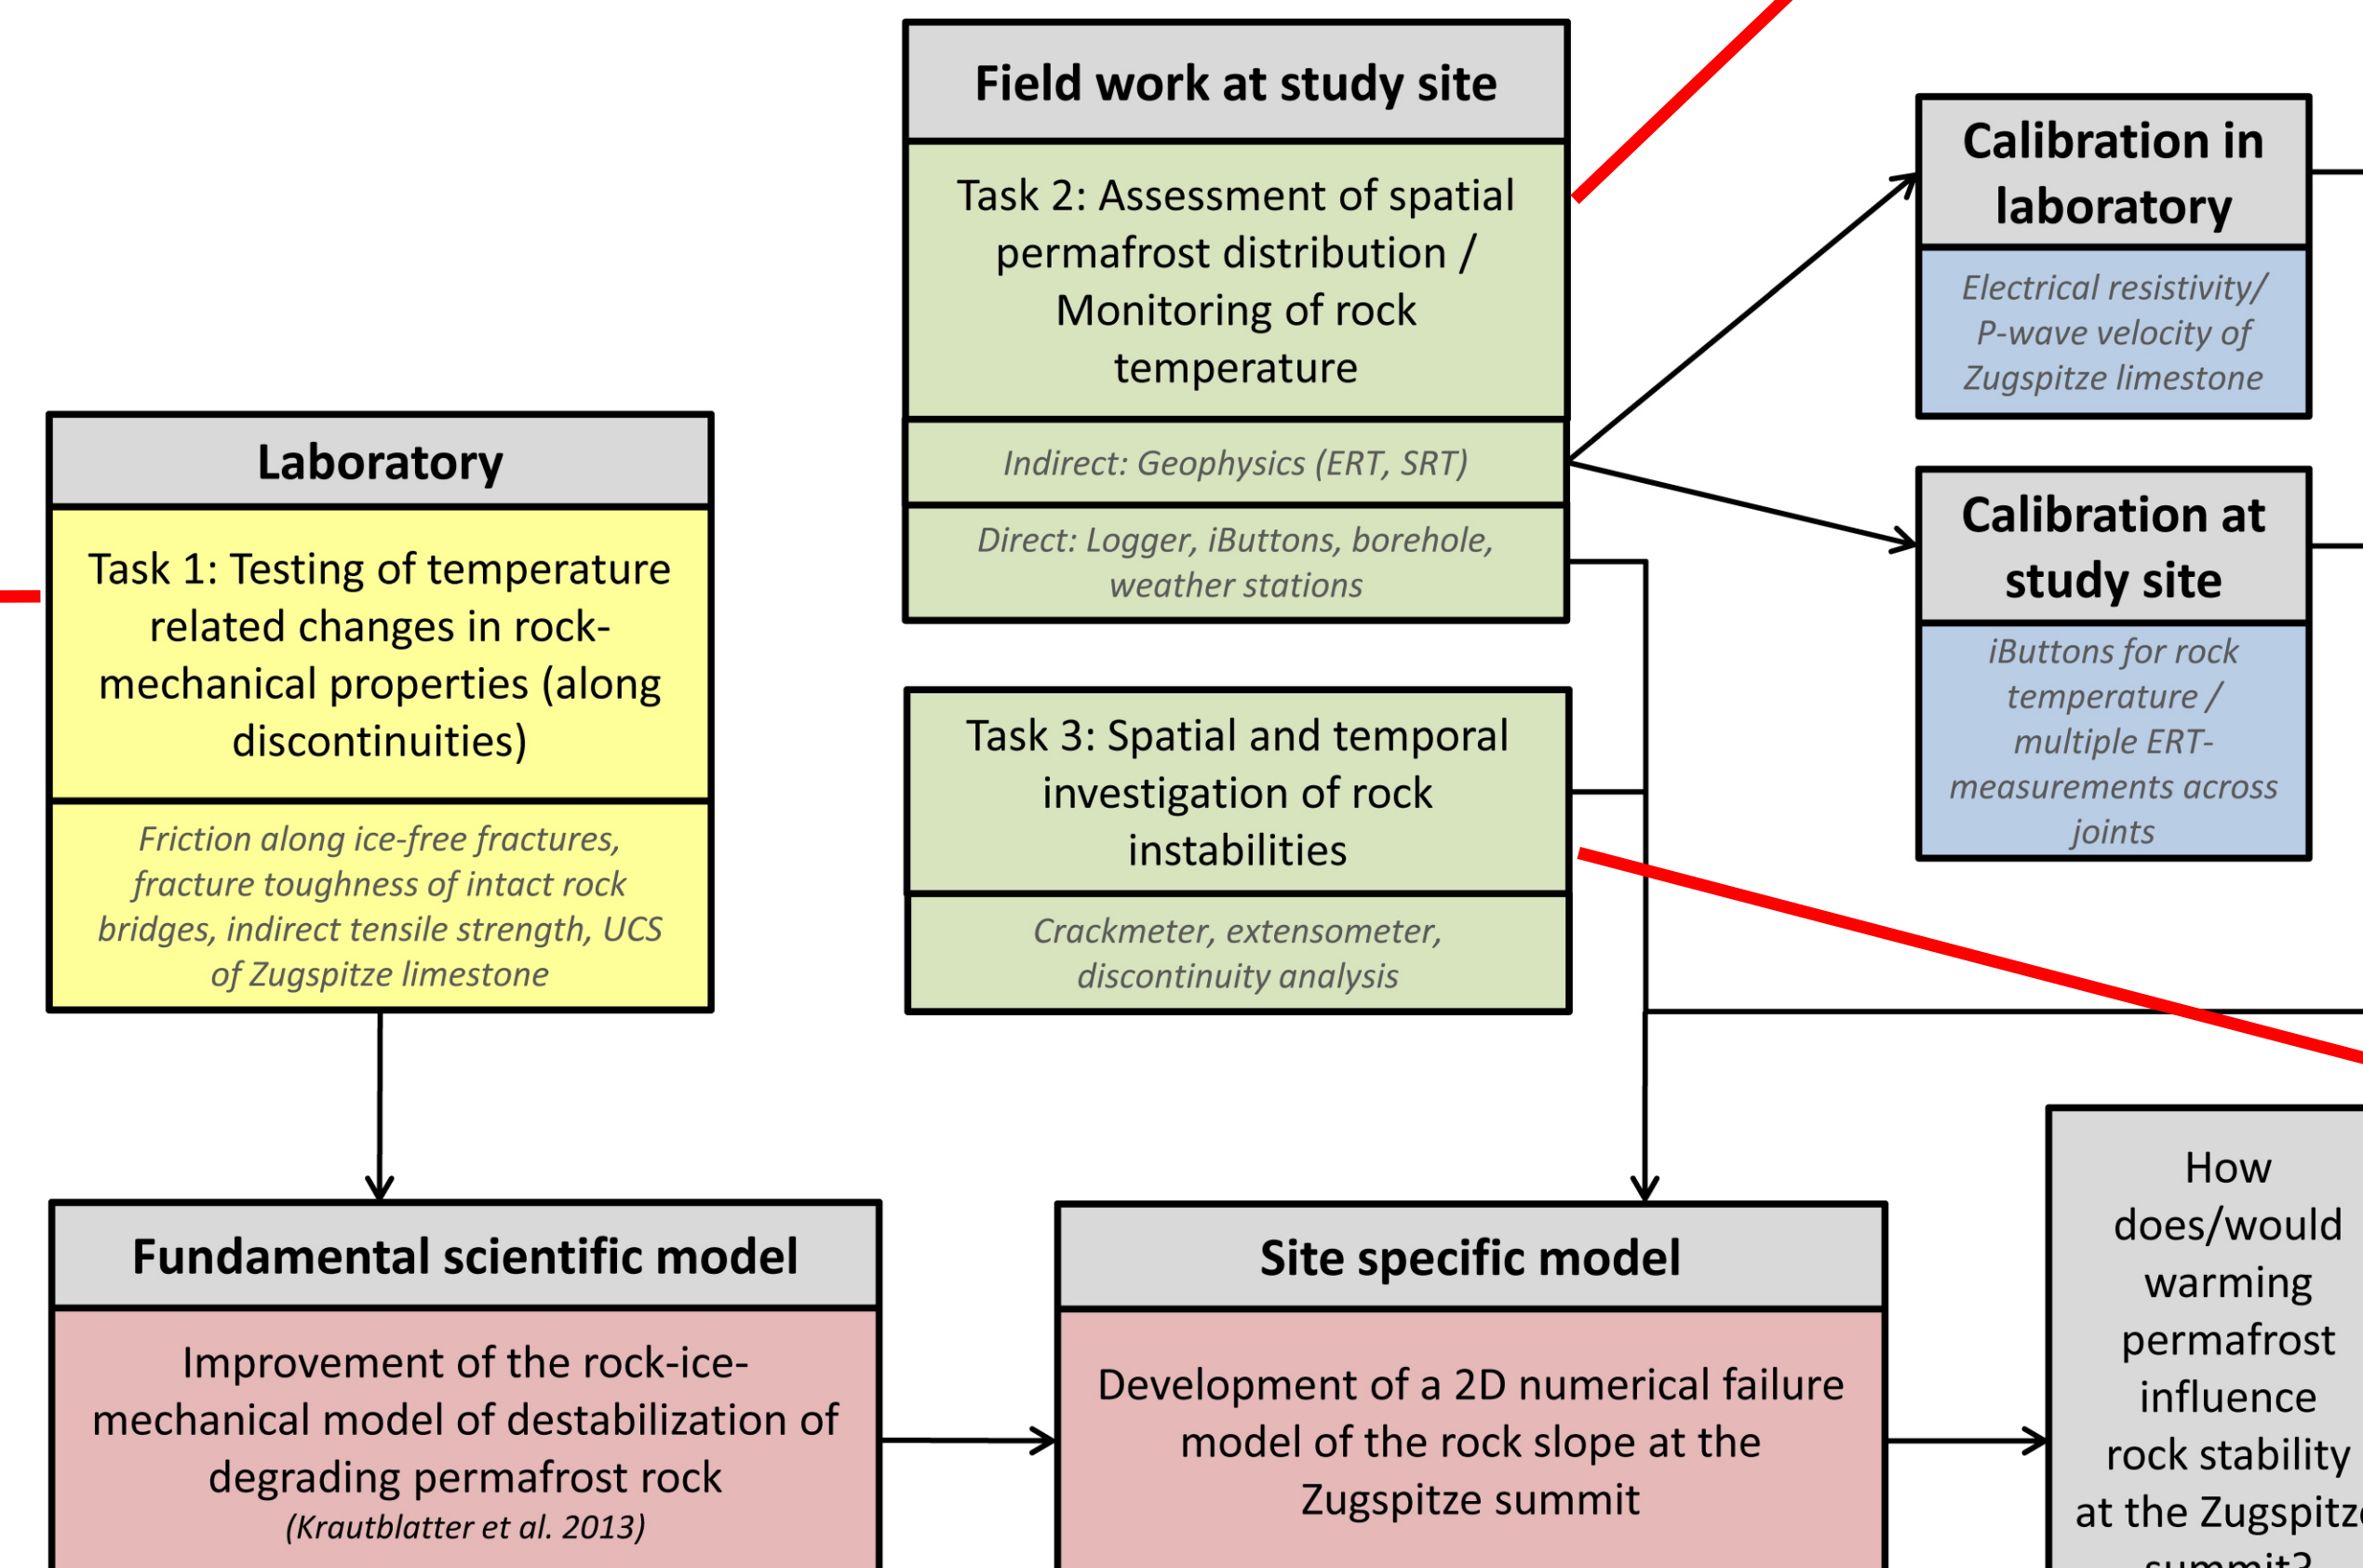 Field work at study site
Task 2: Assessment of spatial
permafrost distribution /
Monitoring of rock
temperature
Indirect: Geophysics (ERT, SRT)
Direct: Logger, iButtons, borehole,
weather stations
Calibration in
laboratory
Electrical resistivity/
P-wave velocity of
Zugspitze limestone
Laboratory
Task 1: Testing of temperature
related changes in rock-
mechanical properties (along
discontinuities)
Friction along ice-free fractures,
fracture toughness of intact rock
bridges, indirect tensile strength, UCS
of Zugspitze limestone
Calibration at
study site
iButtons for rock
temperature /
multiple ERT-
measurements across
joints
Task 3: Spatial and temporal
investigation of rock
instabilities
Crackmeter, extensometer,
discontinuity analysis
Fundamental scientific model
Improvement of the rock-ice-
mechanical model of destabilization of
degrading permafrost rock
(Krautblatter et al. 2013)
Site specific model
Development of a 2D numerical failure
model of the rock slope at the
Zugspitze summit
How
does/would
warming
permafrost
influence
rock stability
at the Zugspitze
summit?